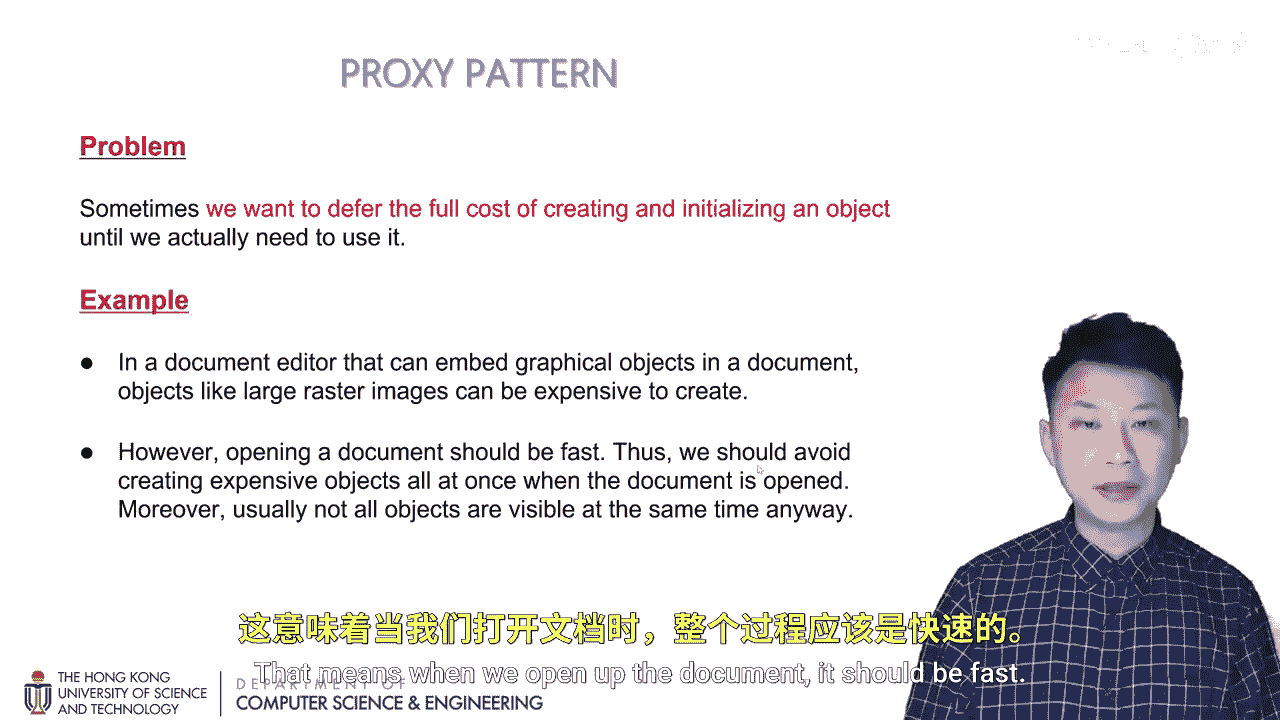 PROXY PATTERN
Problem
Sometimes we want to defer the full cost of creating and initializing an object
until we actually need to use it.
Example
● In a document editor that can embed graphical objects in a document,
objects like large raster images can be expensive to create.
● However, opening a document should be fast. Thus, we should avoid
creating expensive objects all at once when the document is opened.
Moreover, usually not all objects are visible at the same time anyway.
这意味着当我们打开文档时，整个过程应该是快速的。
That means when we open up the document, it should be fast.
THE HONG KONG
UNIVERSITY OF SCIENCE
AND TECHNOLOGY
DEPARTMENT OF
COMPUTER SCIENCE & ENGINEERING